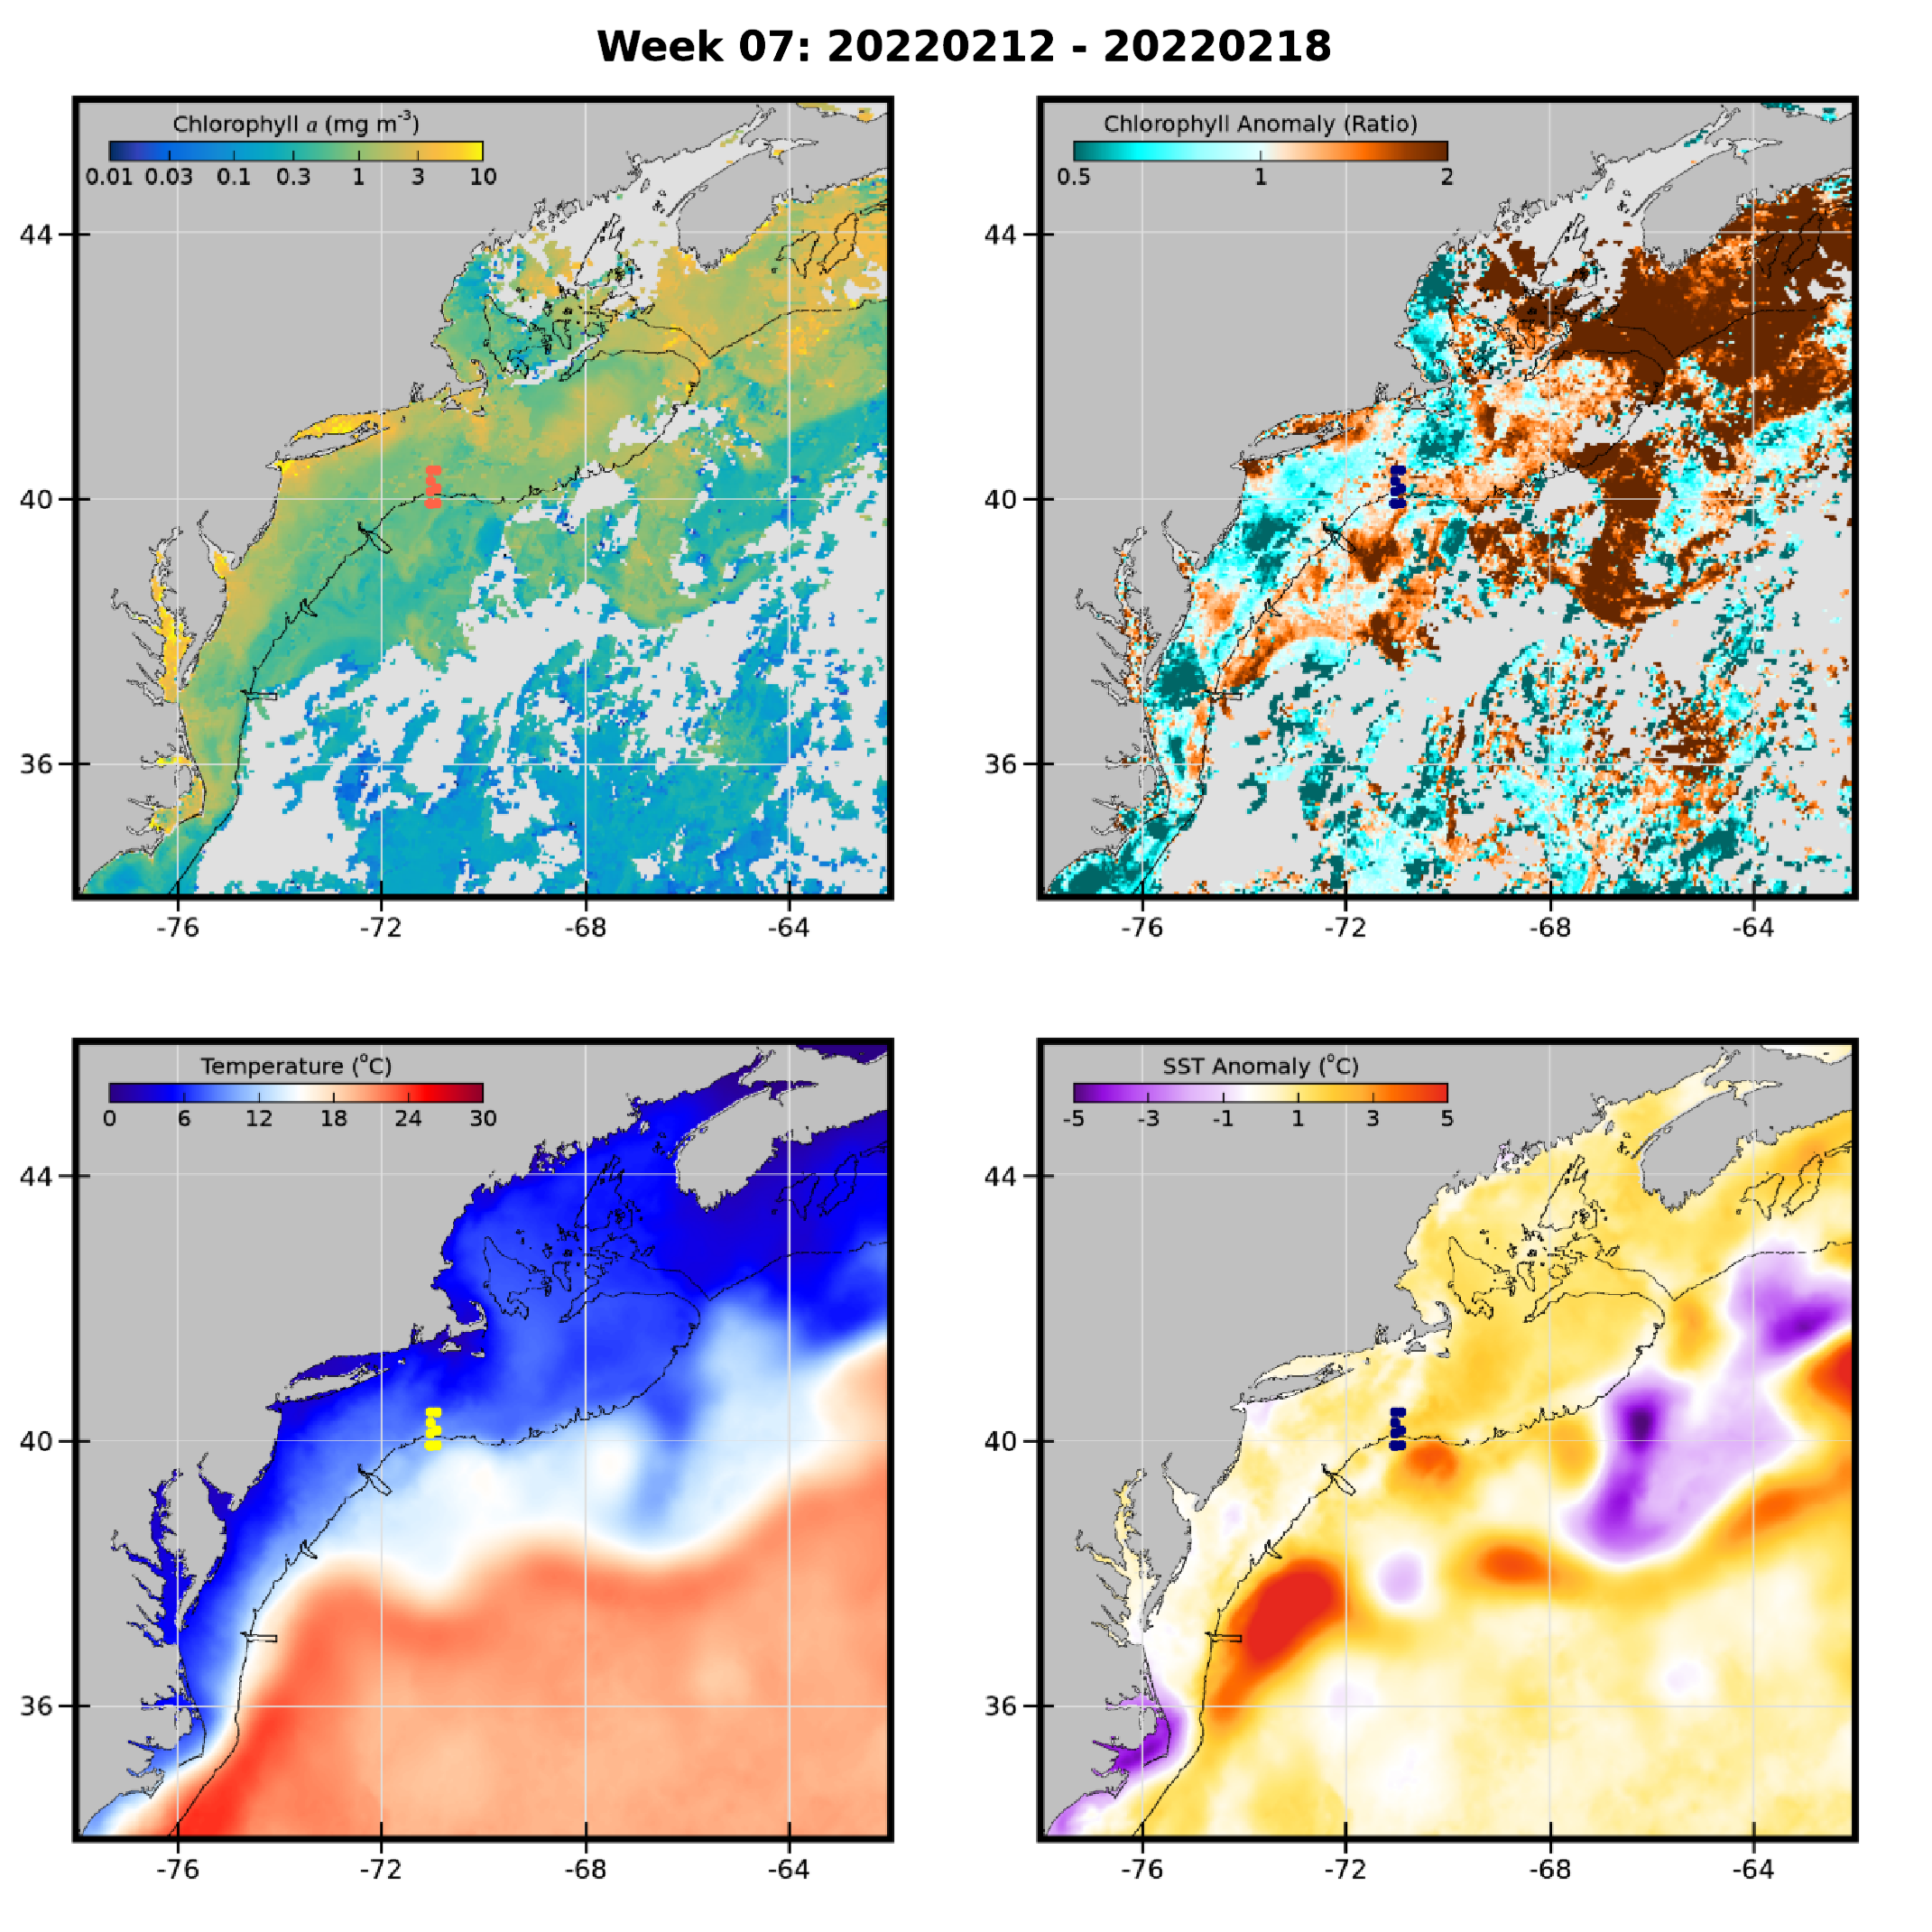 Week 07: 20220212 - 20220218
Chlorophyll a (mg m-3)
0.01 0.03 0.1 0.3 1 3 10
44
40
36
-76 -72 -68 -64
Chlorophyll Anomaly (Ratio)
0.5 1 2
44
40
36
-76 -72 -68 -64
Temperature (oC)
0 6 12 18 24 30
44
40
36
-76 -72 -68 -64
SST Anomaly (oC)
-5 -3 -1 1 3 5
44
40
36
-76 -72 -68 -64